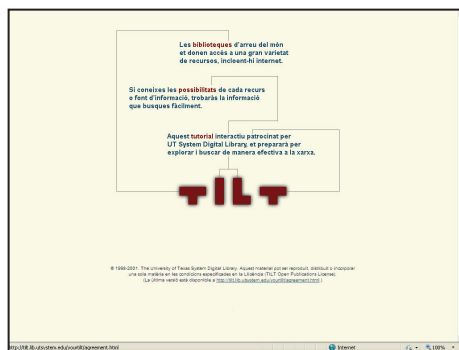 Les biblioteques d'arreu del món
et donen accés a una gran varietat
de recursos, incloent-hi internet.
Si coneixes les possibilitats de cada recurs
o font d'informació, trobaràs la informació
que busques fàcilment.
Aquest tutorial interactiu patrocinat per
UT System Digital Library, et prepararà per
explorar i buscar de manera efectiva a la xarxa.
TILT
© 1998-2001. The University of Texas System Digital Library. Aquest material pot ser reproduït, distribuït o incorporar
una sola matèria en les condicions especificades en la Llicència (TILT Open Publications License)
(La última versió està disponible a http://tilt.lib.utsystem.edu/yourtilt/agreement.html.)
http://tilt.lib.utsystem.edu/yourtilt/agreement.html
Internet
100%